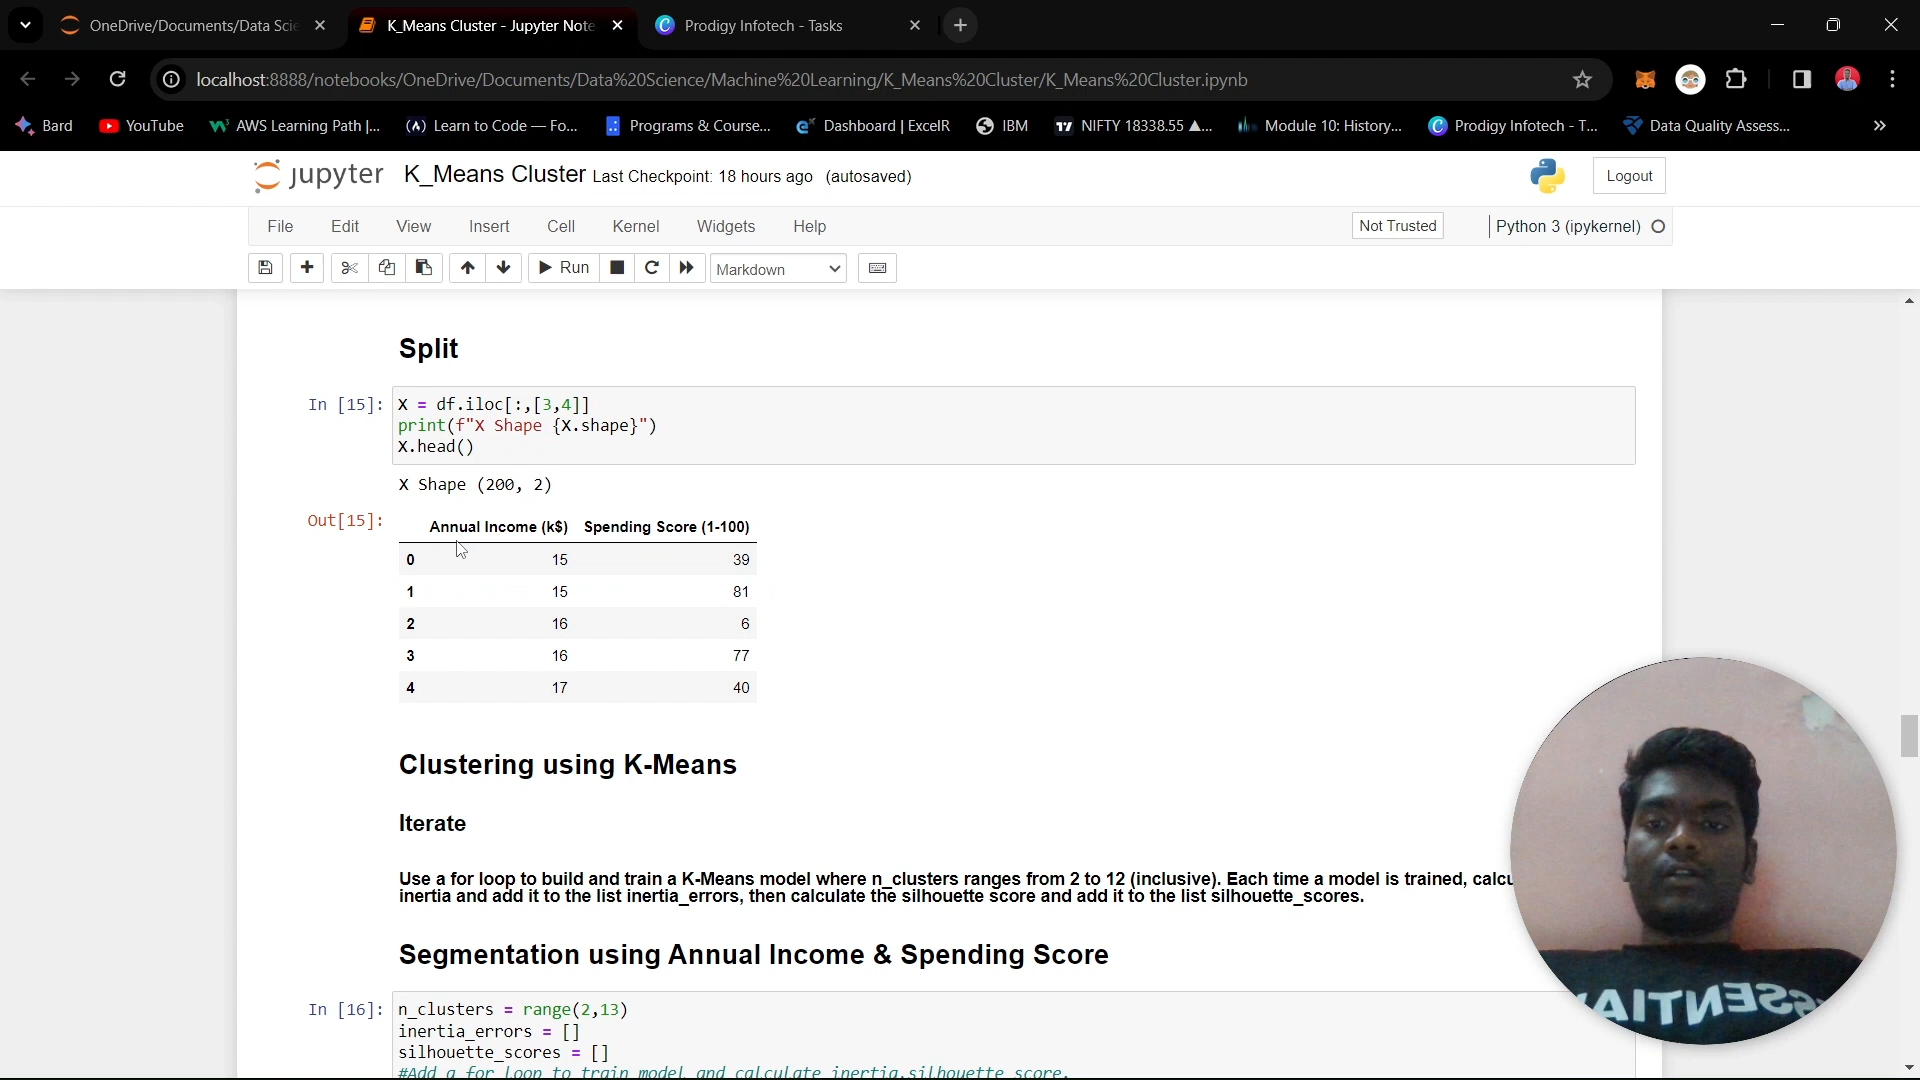 OneDrive/Documents/Data Scie
K_Means Cluster - Jupyter Note
Prodigy Infotech - Tasks
localhost:8888/notebooks/OneDrive/Documents/Data%20Science/Machine%20Learning/K_Means%20Cluster/K_Means%20Cluster.ipynb
Bard
YouTube
AWS Learning Path |...
Learn to Code — Fo...
Programs & Course...
Dashboard | ExcelR
IBM
NIFTY 18338.55 ▲...
Module 10: History...
Prodigy Infotech - T...
Data Quality Assess...
jupyter K_Means Cluster Last Checkpoint: 18 hours ago (autosaved)
Logout
File Edit View Insert Cell Kernel Widgets Help
Not Trusted
Python 3 (ipykernel)
Run
Markdown
Split
In [15]: X = df.iloc[:,[3,4]]
print(f"X Shape {X.shape}")
X.head()
X Shape (200, 2)
Out[15]:
Annual Income (k$) Spending Score (1-100)
0 15 39
1 15 81
2 16 6
3 16 77
4 17 40
Clustering using K-Means
Iterate
Use a for loop to build and train a K-Means model where n_clusters ranges from 2 to 12 (inclusive). Each time a model is trained, calcu
inertia and add it to the list inertia_errors, then calculate the silhouette score and add it to the list silhouette_scores.
Segmentation using Annual Income & Spending Score
In [16]: n_clusters = range(2,13)
inertia_errors = []
silhouette_scores = []
#Add a for loop to train model and calculate inertia,silhouette score.